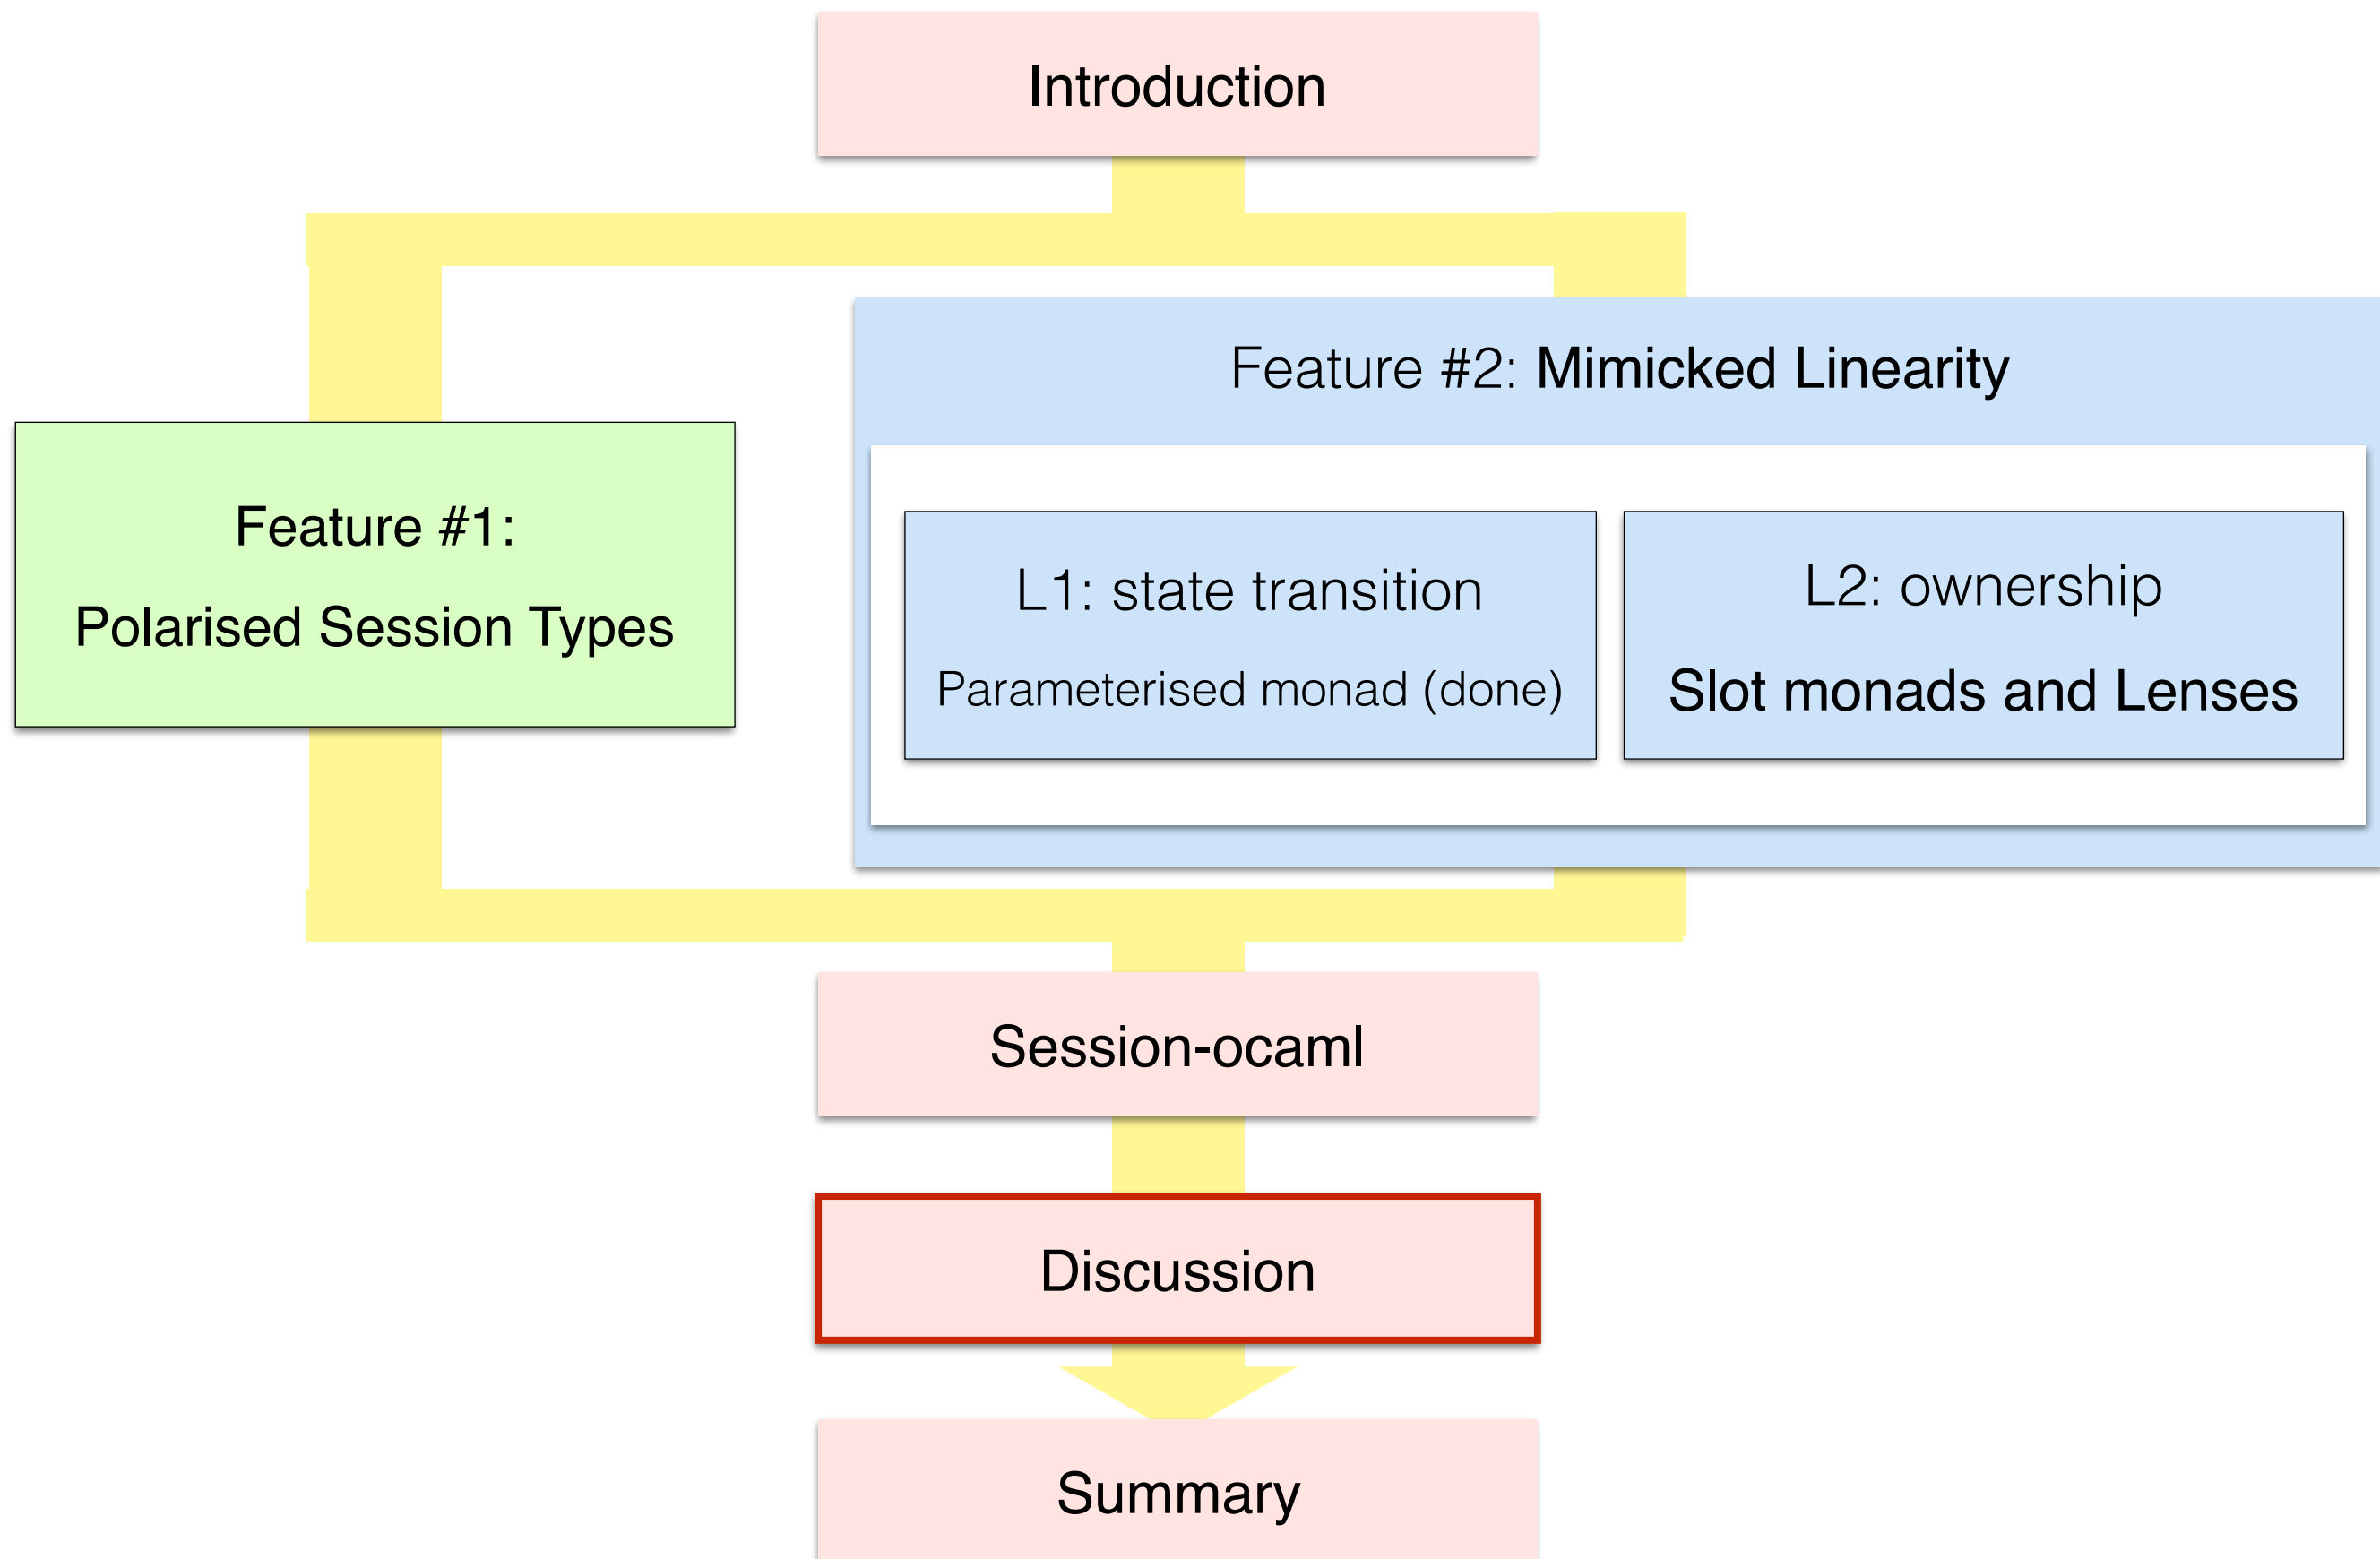 Introduction
Feature #1:
Polarised Session Types
Feature #2: Mimicked Linearity
L1: state transition
Parameterised monad (done)
L2: ownership
Slot monads and Lenses
Session-ocaml
Discussion
Summary